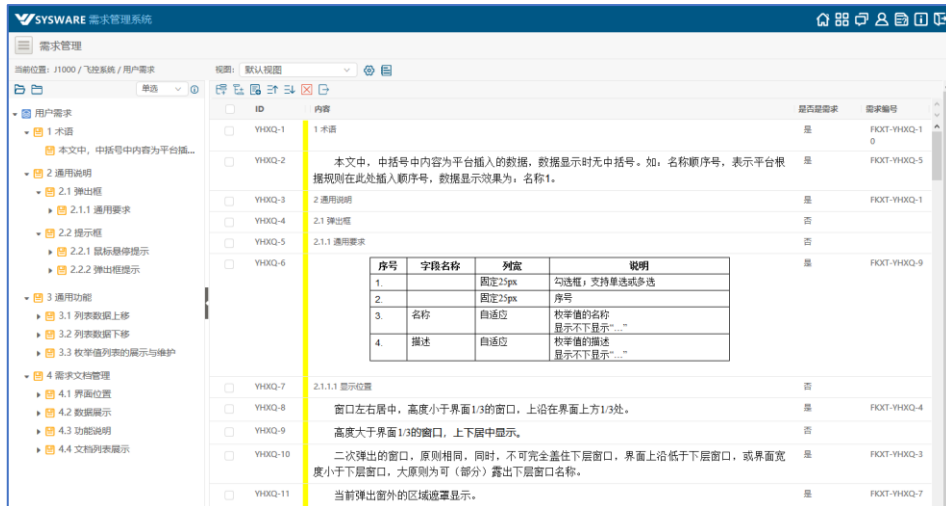 SYSWARE 需求管理系统
需求管理
当前位置：J1000 / 飞控系统 / 用户需求
视图： 默认视图
单选
用户需求
1 术语
本文中，中括号中内容为平台插...
2 通用说明
2.1 弹出框
2.1.1 通用要求
2.2 提示框
2.2.1 鼠标悬停提示
2.2.2 弹出框提示
3 通用功能
3.1 列表数据上移
3.2 列表数据下移
3.3 枚举值列表的展示与维护
4 需求文档管理
4.1 界面位置
4.2 数据展示
4.3 功能说明
4.4 文档列表展示
ID 内容 是否是需求 需求编号
YHXQ-1 1 术语 是 FKXT-YHXQ-1
0
YHXQ-2 本文中，中括号中内容为平台插入的数据，数据显示时无中括号。如：名称顺序号，表示平台根 是 FKXT-YHXQ-5
据规则在此处插入顺序号，数据显示效果为：名称1。
YHXQ-3 2 通用说明 是 FKXT-YHXQ-1
YHXQ-4 2.1 弹出框 否
YHXQ-5 2.1.1 通用要求 否
YHXQ-6 是 FKXT-YHXQ-9
序号 字段名称 列宽 说明
1. 固定25px 勾选框；支持单选或多选
2. 固定25px 序号
3. 名称 自适应 枚举值的名称
显示不下显示“...”
4. 描述 自适应 枚举值的描述
显示不下显示“...”
YHXQ-7 2.1.1.1 显示位置 否
YHXQ-8 窗口左右居中，高度小于界面1/3的窗口，上沿在界面上方1/3处。 是 FKXT-YHXQ-4
YHXQ-9 高度大于界面1/3的窗口，上下居中显示。 否
YHXQ-10 二次弹出的窗口，原则相同，同时，不可完全盖住下层窗口，界面上沿低于下层窗口，或界面宽 是 FKXT-YHXQ-3
度小于下层窗口，大原则为可（部分）露出下层窗口名称。
YHXQ-11 当前弹出窗外的区域遮罩显示。 是 FKXT-YHXQ-7